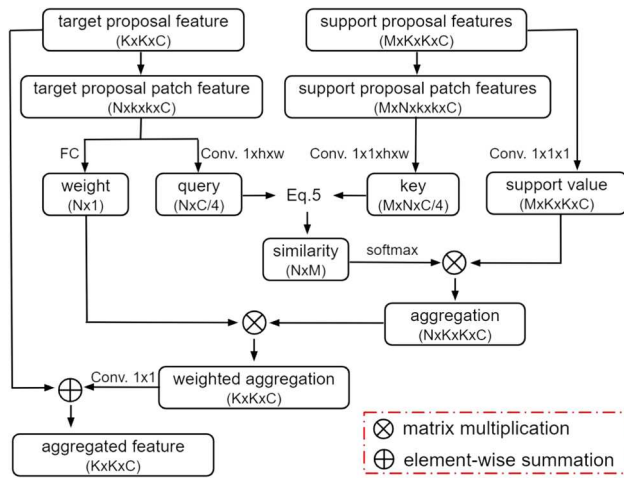 target proposal feature
(KxKxC)
support proposal features
(MxKxKxC)
target proposal patch feature
(NxkxkxC)
support proposal patch features
(MxNxkxkxC)
FC
Conv. 1xhxw
Conv. 1x1xhxw
Conv. 1x1x1
weight
(Nx1)
query
(NxC/4)
Eq.5
key
(MxNxC/4)
support value
(MxKxKxC)
similarity
(NxM)
softmax
aggregation
(NxKxKxC)
Conv. 1x1
weighted aggregation
(KxKxC)
aggregated feature
(KxKxC)
matrix multiplication
element-wise summation